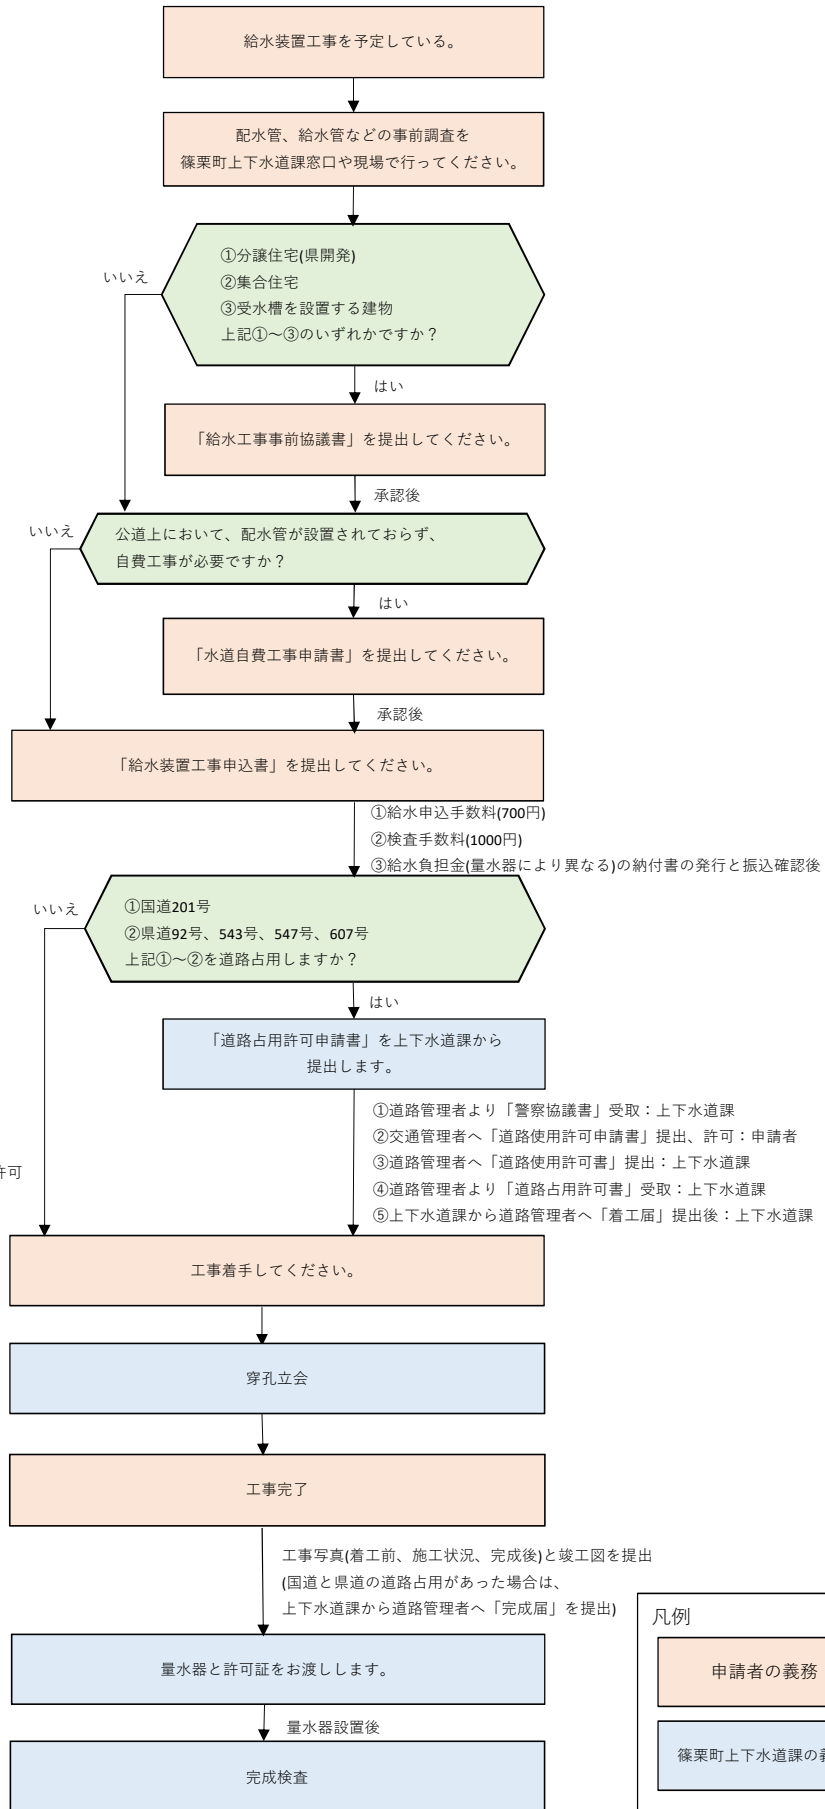 給水装置工事を予定している。
配水管、給水管などの事前調査を
篠栗町上下水道課窓口や現場で行ってください。
①分譲住宅(県開発)
②集合住宅
③受水槽を設置する建物
上記①～③のいずれかですか？
いいえ
はい
「給水工事事前協議書」を提出してください。
承認後
いいえ
公道上において、配水管が設置されておらず、
自費工事が必要ですか？
はい
「水道自費工事申請書」を提出してください。
承認後
「給水装置工事申込書」を提出してください。
①給水申込手数料(700円)
②検査手数料(1000円)
③給水負担金(量水器により異なる)の納付書の発行と振込確認後
いいえ
①国道201号
②県道92号、543号、547号、607号
上記①～②を道路占用しますか？
はい
「道路占用許可申請書」を上下水道課から
提出します。
①道路管理者より「警察協議書」受取：上下水道課
②交通管理者へ「道路使用許可申請書」提出、許可：申請者
③道路管理者へ「道路使用許可書」提出：上下水道課
④道路管理者より「道路占用許可書」受取：上下水道課
⑤上下水道課から道路管理者へ「着工届」提出後：上下水道課
許可
工事着手してください。
穿孔立会
工事完了
工事写真(着工前、施工状況、完成後)と竣工図を提出
(国道と県道の道路占用があった場合は、
上下水道課から道路管理者へ「完成届」を提出)
量水器と許可証をお渡しします。
量水器設置後
完成検査
凡例
申請者の義務
篠栗町上下水道課の